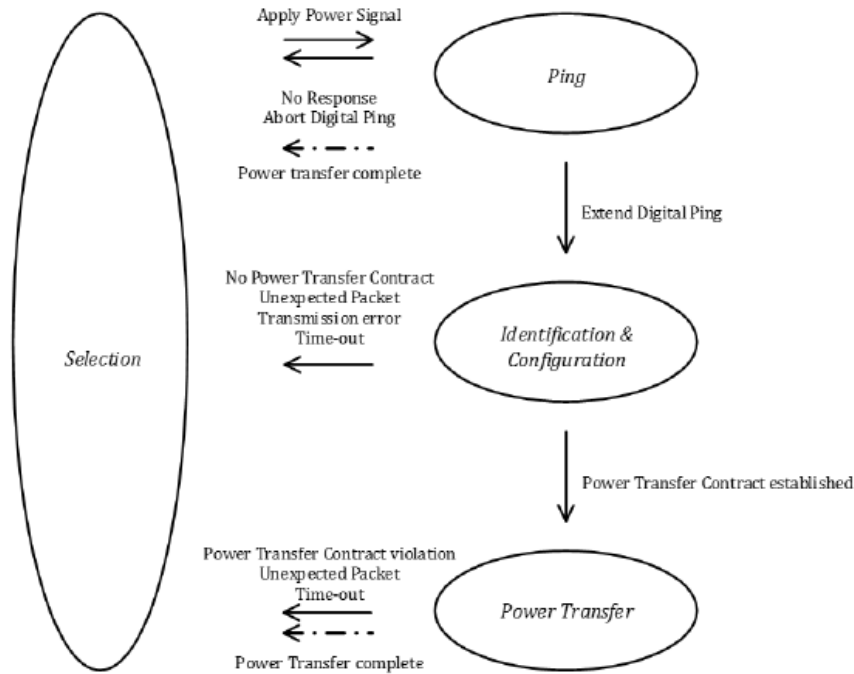 Apply Power Signal
Ping
No Response
Abort Digital Ping
Power transfer complete
Extend Digital Ping
No Power Transfer Contract
Unexpected Packet
Transmission error
Time-out
Identification &
Configuration
Selection
Power Transfer Contract established
Power Transfer Contract violation
Unexpected Packet
Time-out
Power Transfer
Power Transfer complete